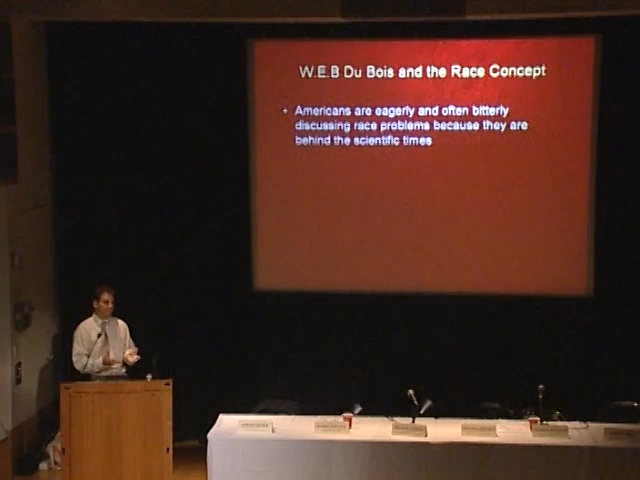 W.E.B Du Bois and the Race Concept
• Americans are eagerly and often bitterly
discussing race problems because they are
behind the scientific times